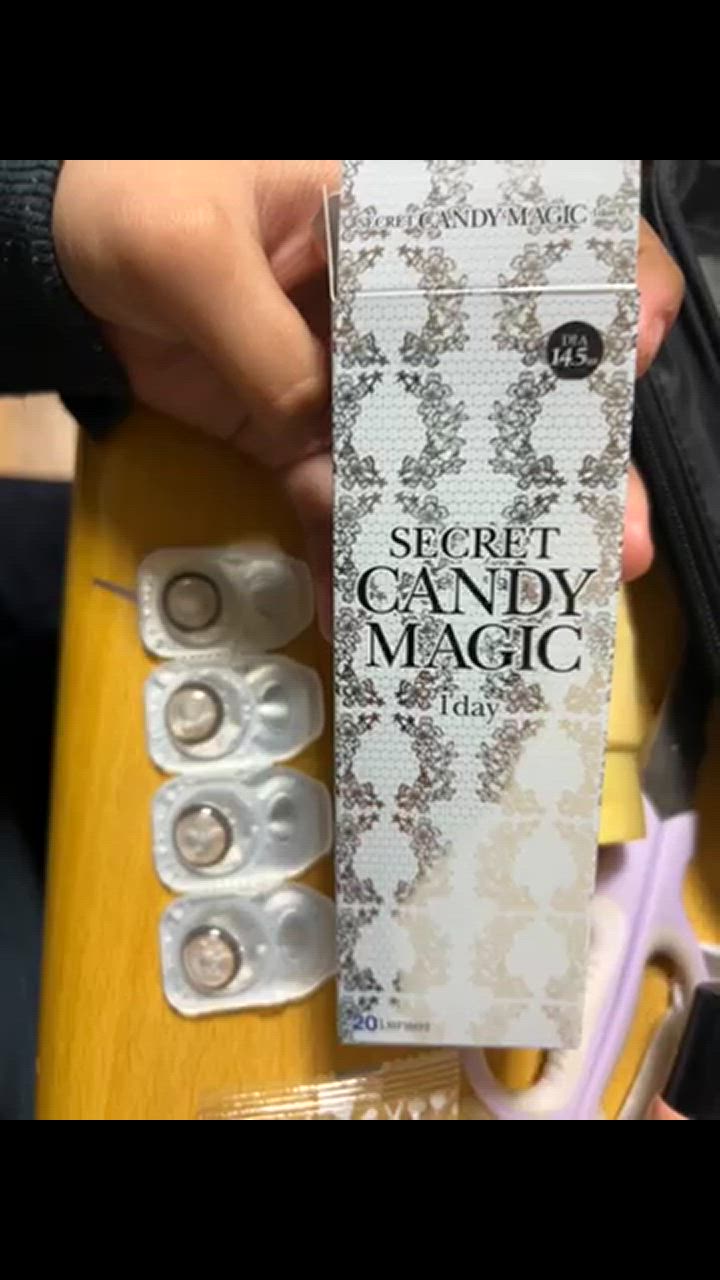 SECRET CANDY MAGIC
DIA
14.5
SECRET
CANDY
MAGIC
1day
20